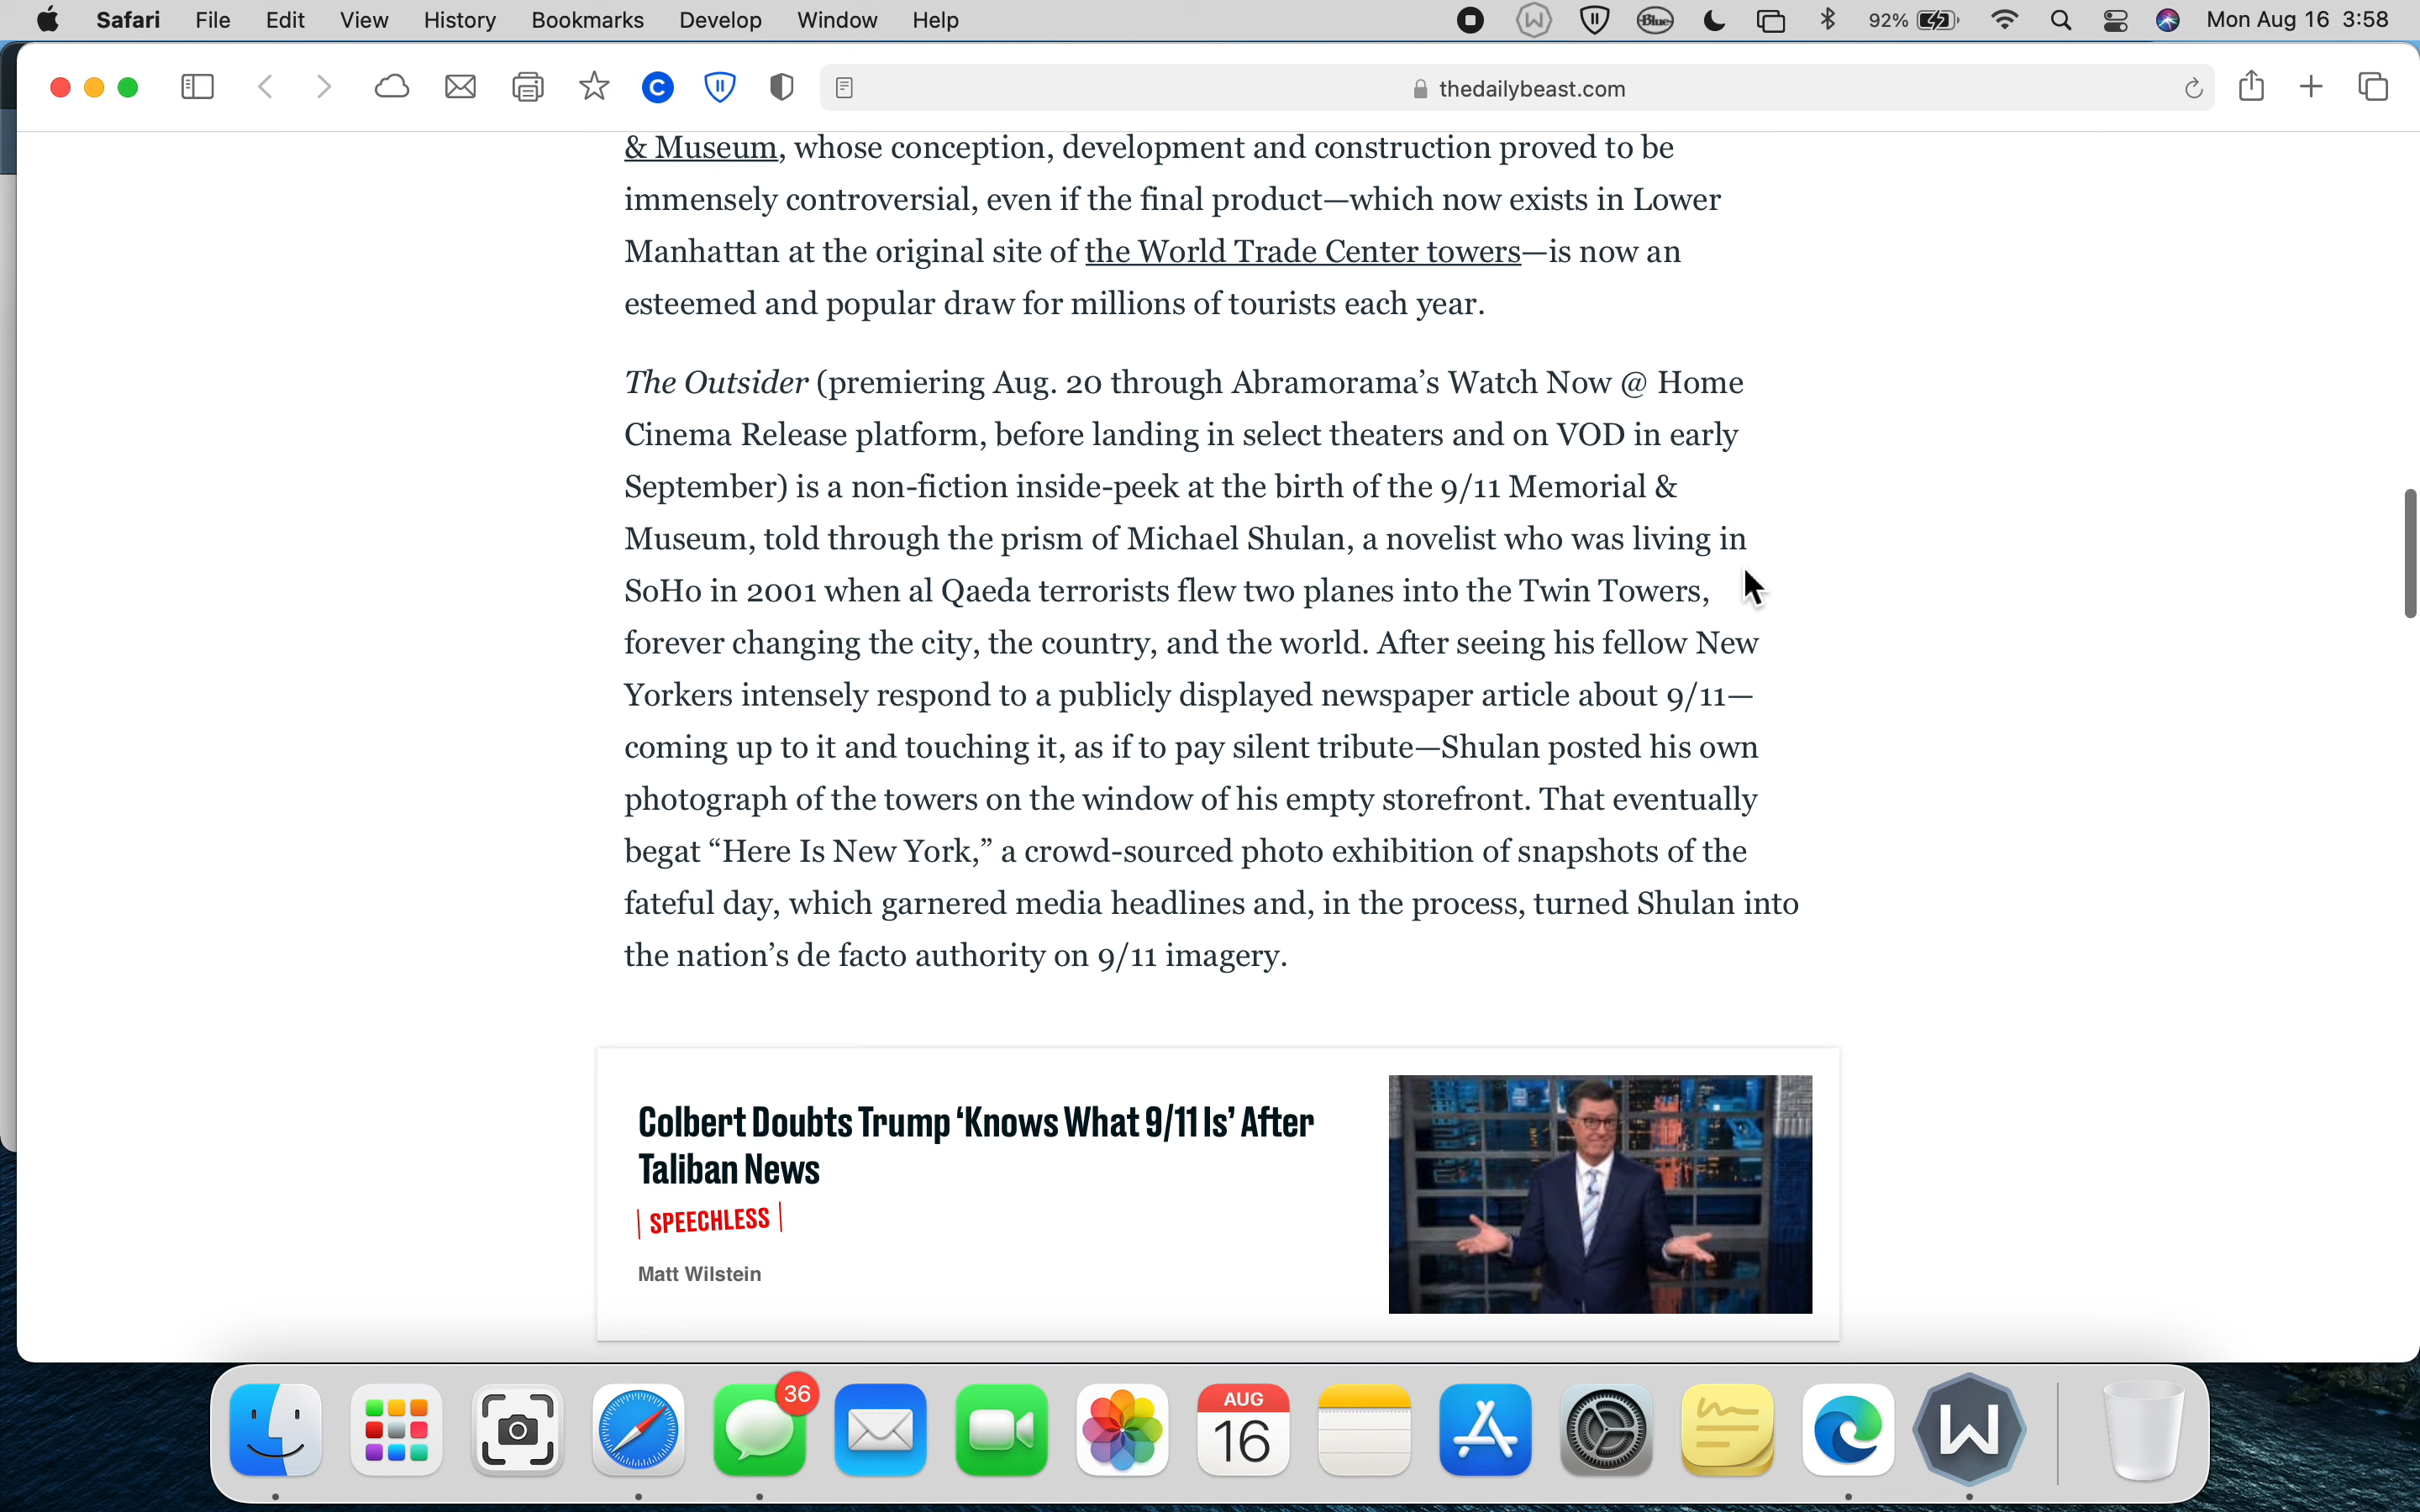 Safari File Edit View History Bookmarks Develop Window Help Blue 92% Mon Aug 16 3:58
C thedailybeast.com
& Museum, whose conception, development and construction proved to be
immensely controversial, even if the final product—which now exists in Lower
Manhattan at the original site of the World Trade Center towers—is now an
esteemed and popular draw for millions of tourists each year.
The Outsider (premiering Aug. 20 through Abramorama’s Watch Now @ Home
Cinema Release platform, before landing in select theaters and on VOD in early
September) is a non-fiction inside-peek at the birth of the 9/11 Memorial &
Museum, told through the prism of Michael Shulan, a novelist who was living in
SoHo in 2001 when al Qaeda terrorists flew two planes into the Twin Towers,
forever changing the city, the country, and the world. After seeing his fellow New
Yorkers intensely respond to a publicly displayed newspaper article about 9/11—
coming up to it and touching it, as if to pay silent tribute—Shulan posted his own
photograph of the towers on the window of his empty storefront. That eventually
begat “Here Is New York,” a crowd-sourced photo exhibition of snapshots of the
fateful day, which garnered media headlines and, in the process, turned Shulan into
the nation’s de facto authority on 9/11 imagery.
Colbert Doubts Trump ‘Knows What 9/11 Is’ After
Taliban News
SPEECHLESS
Matt Wilstein
36
AUG
16
W